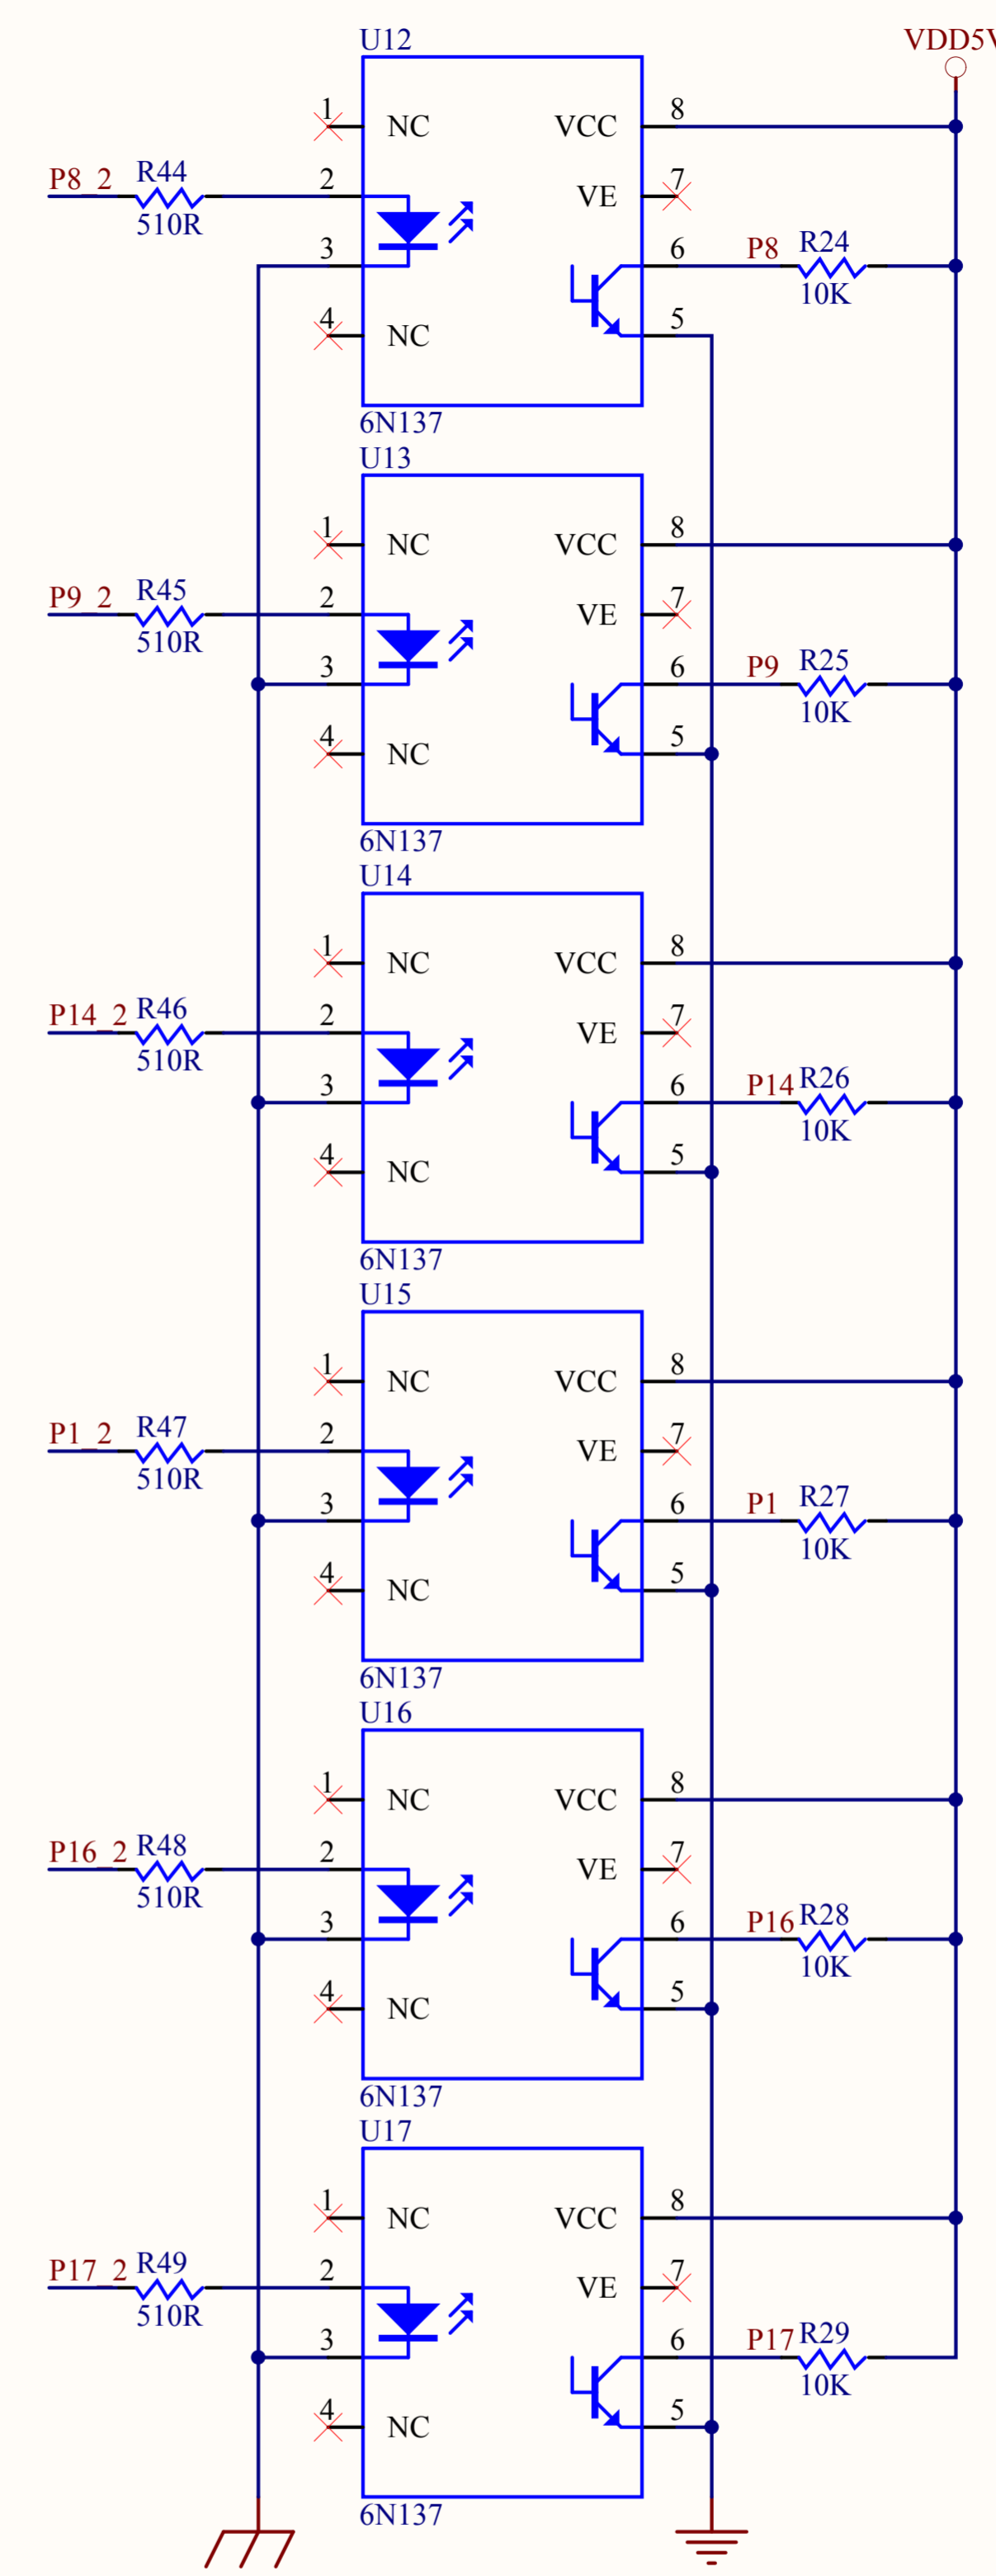 U12
VDD5V
1 NC VCC 8
P8_2 R44 2 VE 7
510R
3 6 P8 R24
10K
4 NC 5
6N137
U13
1 NC VCC 8
P9_2 R45 2 VE 7
510R
3 6 P9 R25
10K
4 NC 5
6N137
U14
1 NC VCC 8
P14_2 R46 2 VE 7
510R
3 6 P14 R26
10K
4 NC 5
6N137
U15
1 NC VCC 8
P1_2 R47 2 VE 7
510R
3 6 P1 R27
10K
4 NC 5
6N137
U16
1 NC VCC 8
P16_2 R48 2 VE 7
510R
3 6 P16 R28
10K
4 NC 5
6N137
U17
1 NC VCC 8
P17_2 R49 2 VE 7
510R
3 6 P17 R29
10K
4 NC 5
6N137